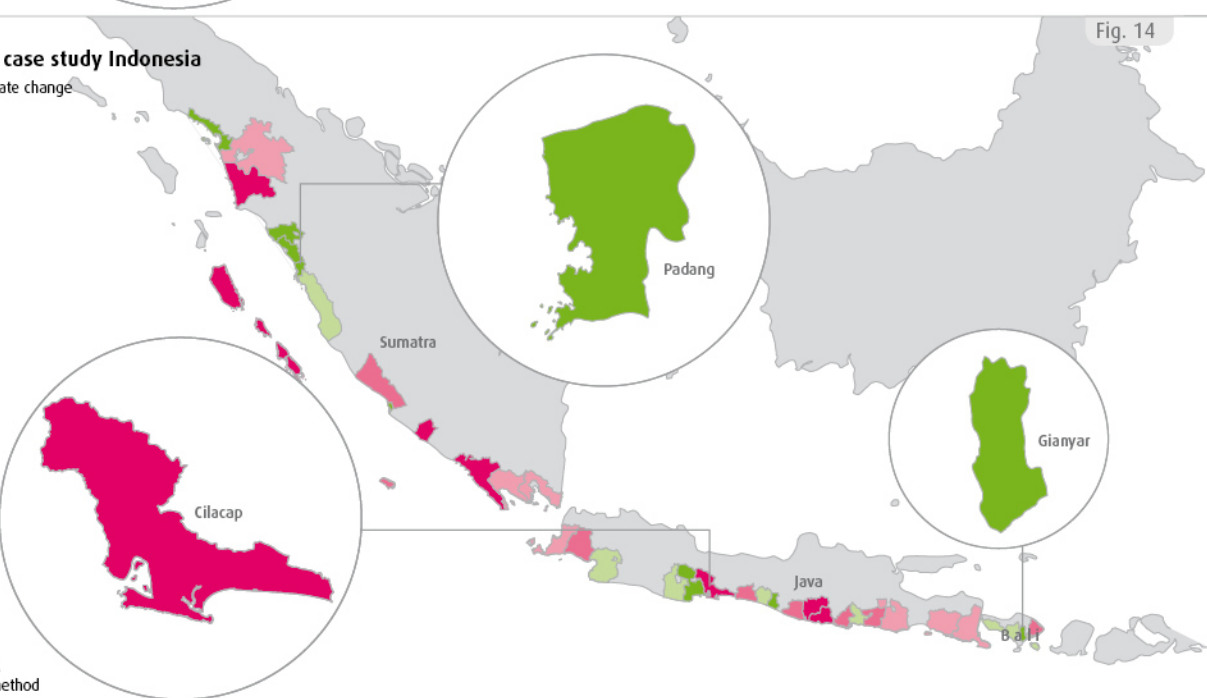 Fig. 14
case study Indonesia
ate change
Padang
Sumatra
Gianyar
Cilacap
Java
Bali
ethod